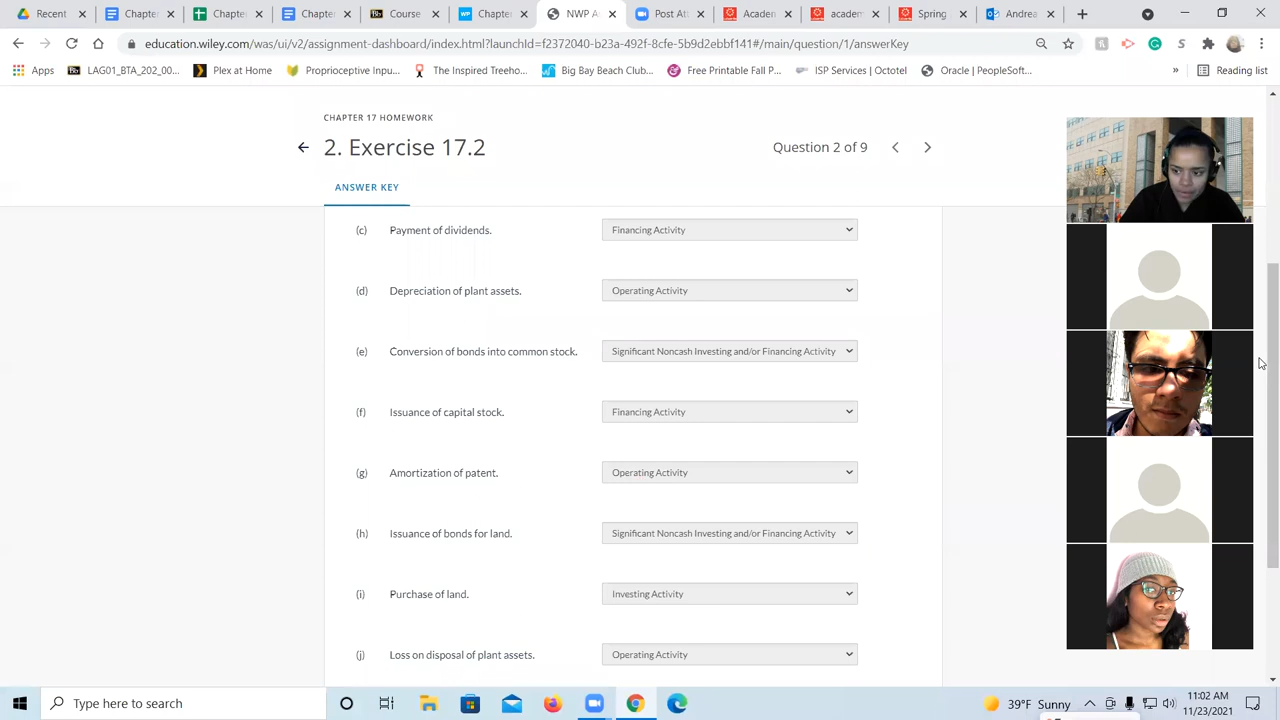 Recent
Chapter
Chapter
Recent
Course
Chapter
NWP A
Post Att
Academ
academ
Spring
Andrea
education.wiley.com/was/ui/v2/assignment-dashboard/index.html?launchId=f2372040-b23a-492f-8cfe-5b9d2ebbf141#/main/question/1/answerKey
Apps
LAG01_BTA_202_00...
Plex at Home
Proprioceptive Inpu...
The Inspired Treeho...
Big Bay Beach Club...
Free Printable Fall P...
ISP Services | Octotel
Oracle | PeopleSoft...
»
Reading list
CHAPTER 17 HOMEWORK
2. Exercise 17.2
Question 2 of 9
ANSWER KEY
(c) Payment of dividends. Financing Activity
(d) Depreciation of plant assets. Operating Activity
(e) Conversion of bonds into common stock. Significant Noncash Investing and/or Financing Activity
(f) Issuance of capital stock. Financing Activity
(g) Amortization of patent. Operating Activity
(h) Issuance of bonds for land. Significant Noncash Investing and/or Financing Activity
(i) Purchase of land. Investing Activity
(j) Loss on disposal of plant assets. Operating Activity
Type here to search
39°F Sunny
11:02 AM
11/23/2021